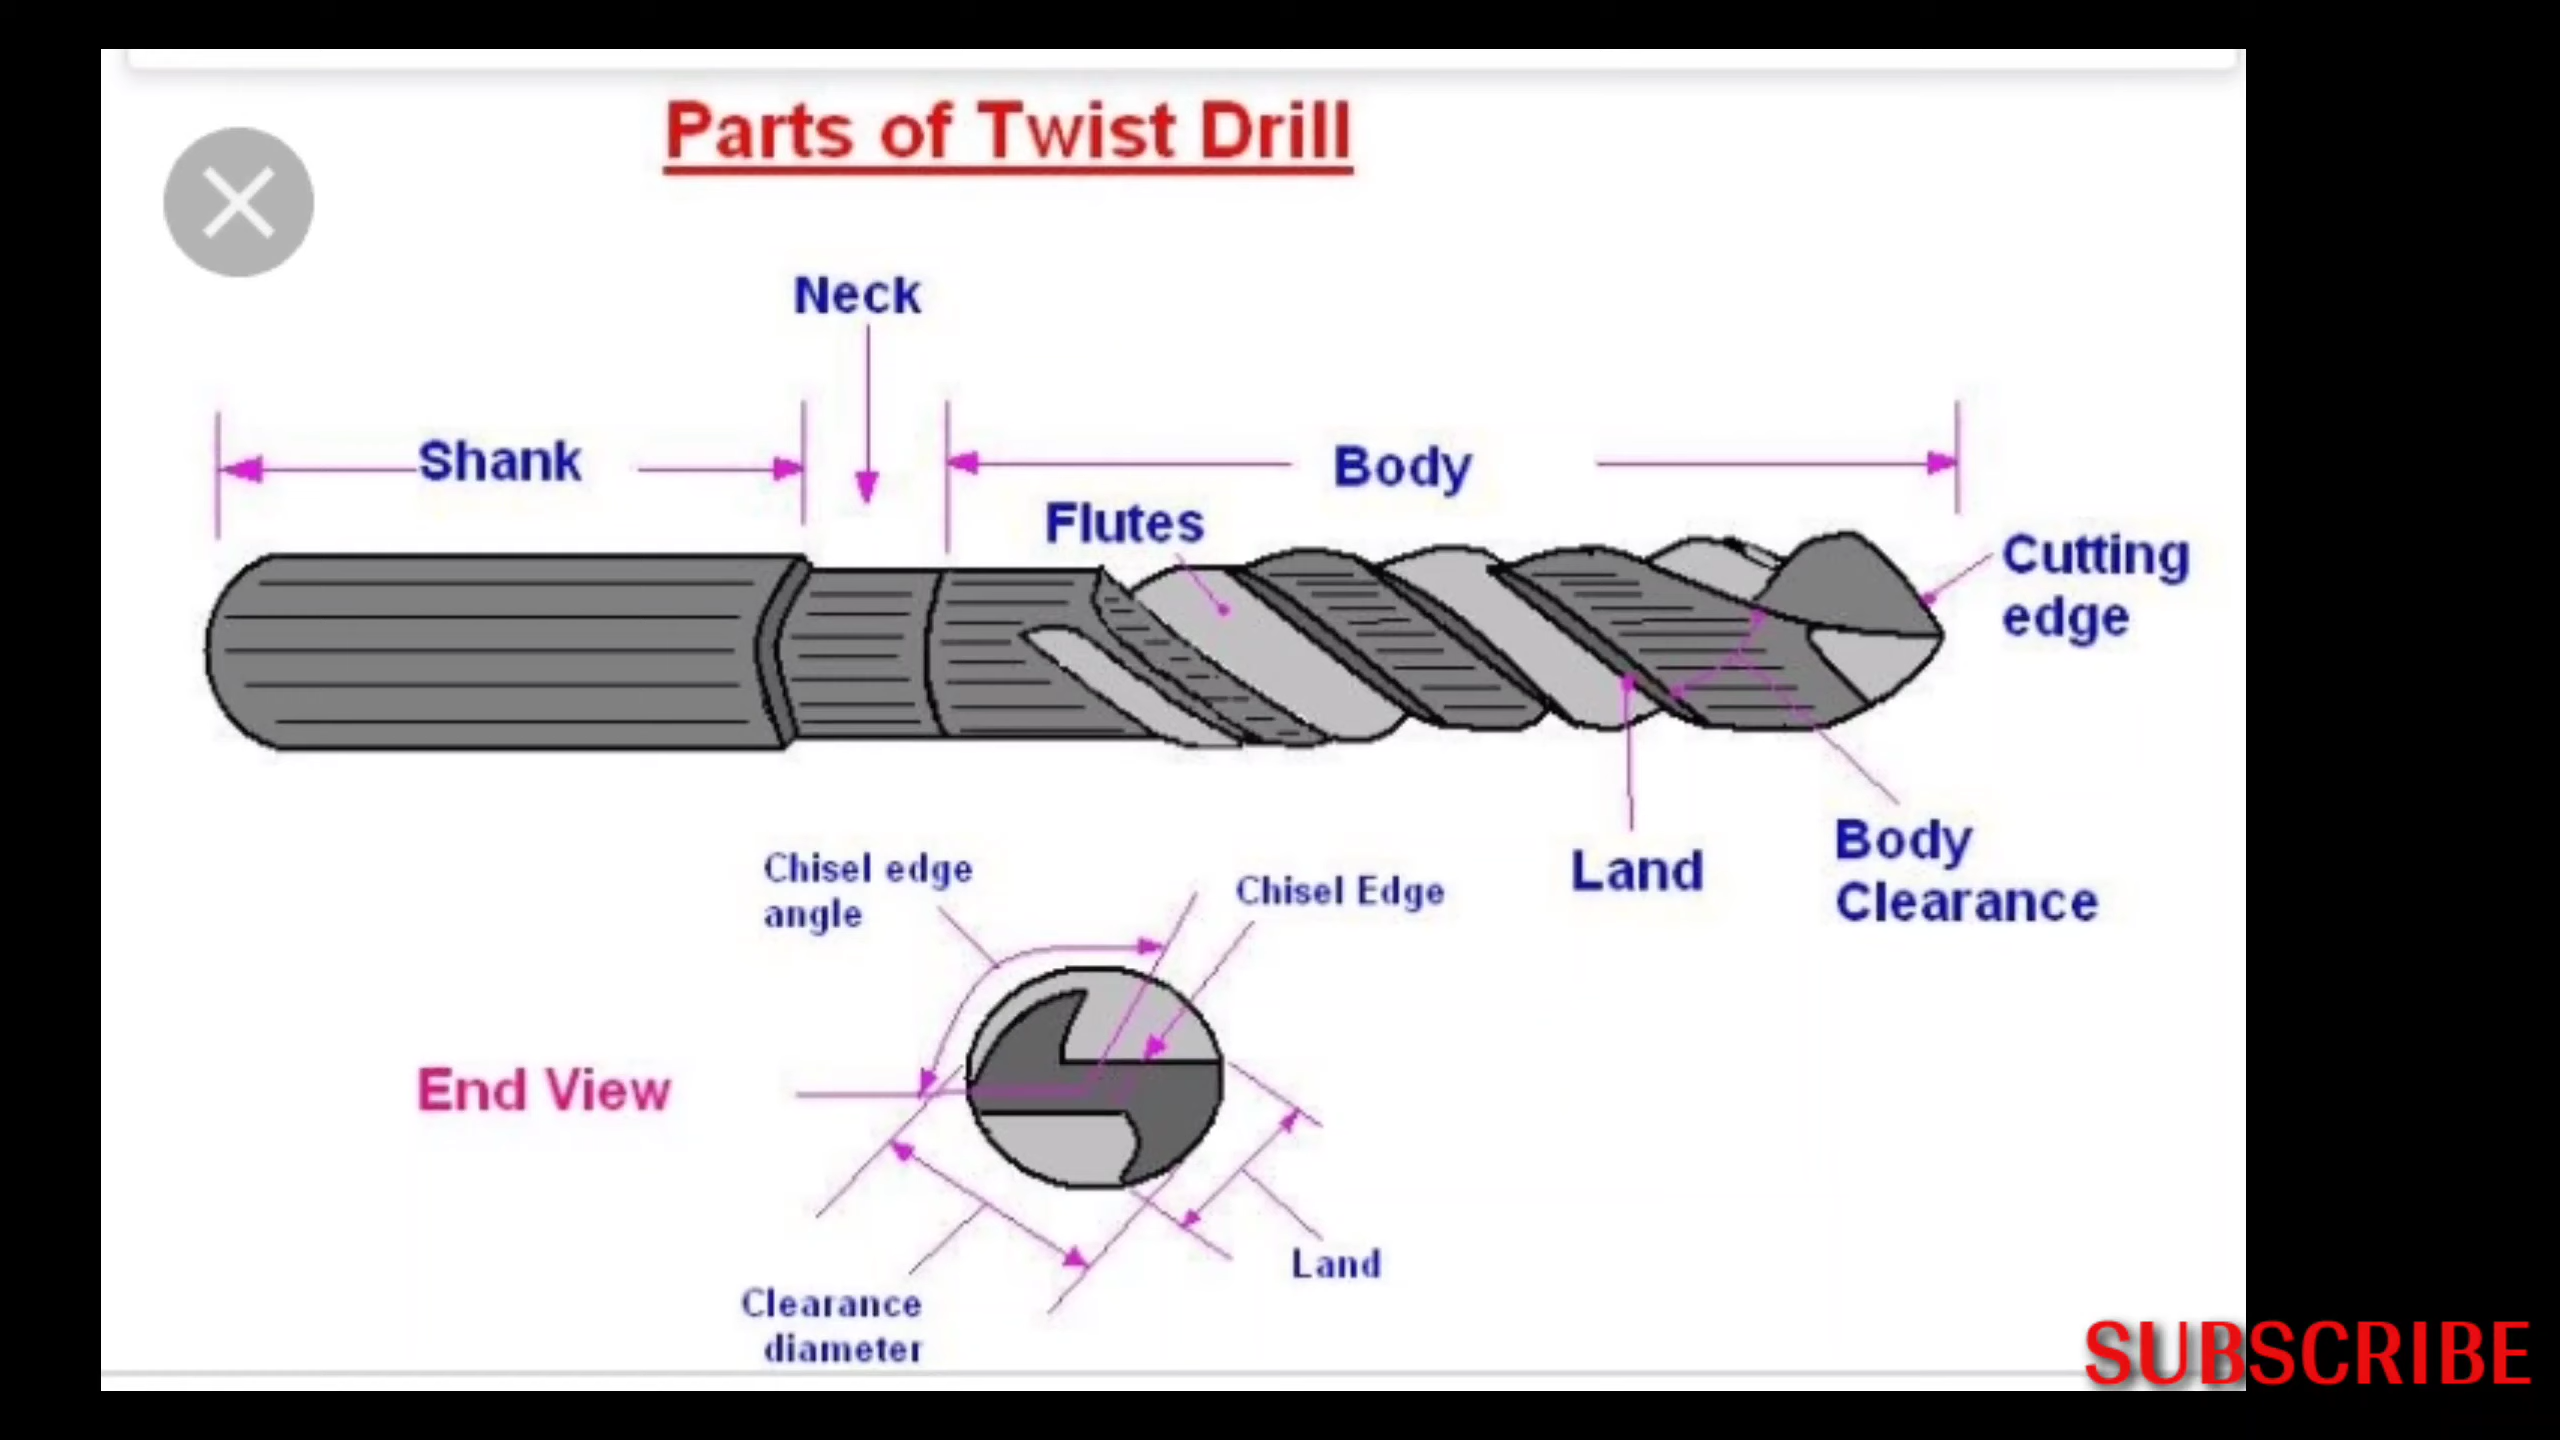 Parts of Twist Drill
Neck
Shank
Body
Flutes
Cutting
edge
Land
Body
Clearance
Chisel edge
angle
Chisel Edge
End View
Land
Clearance
diameter
SUBSCRIBE